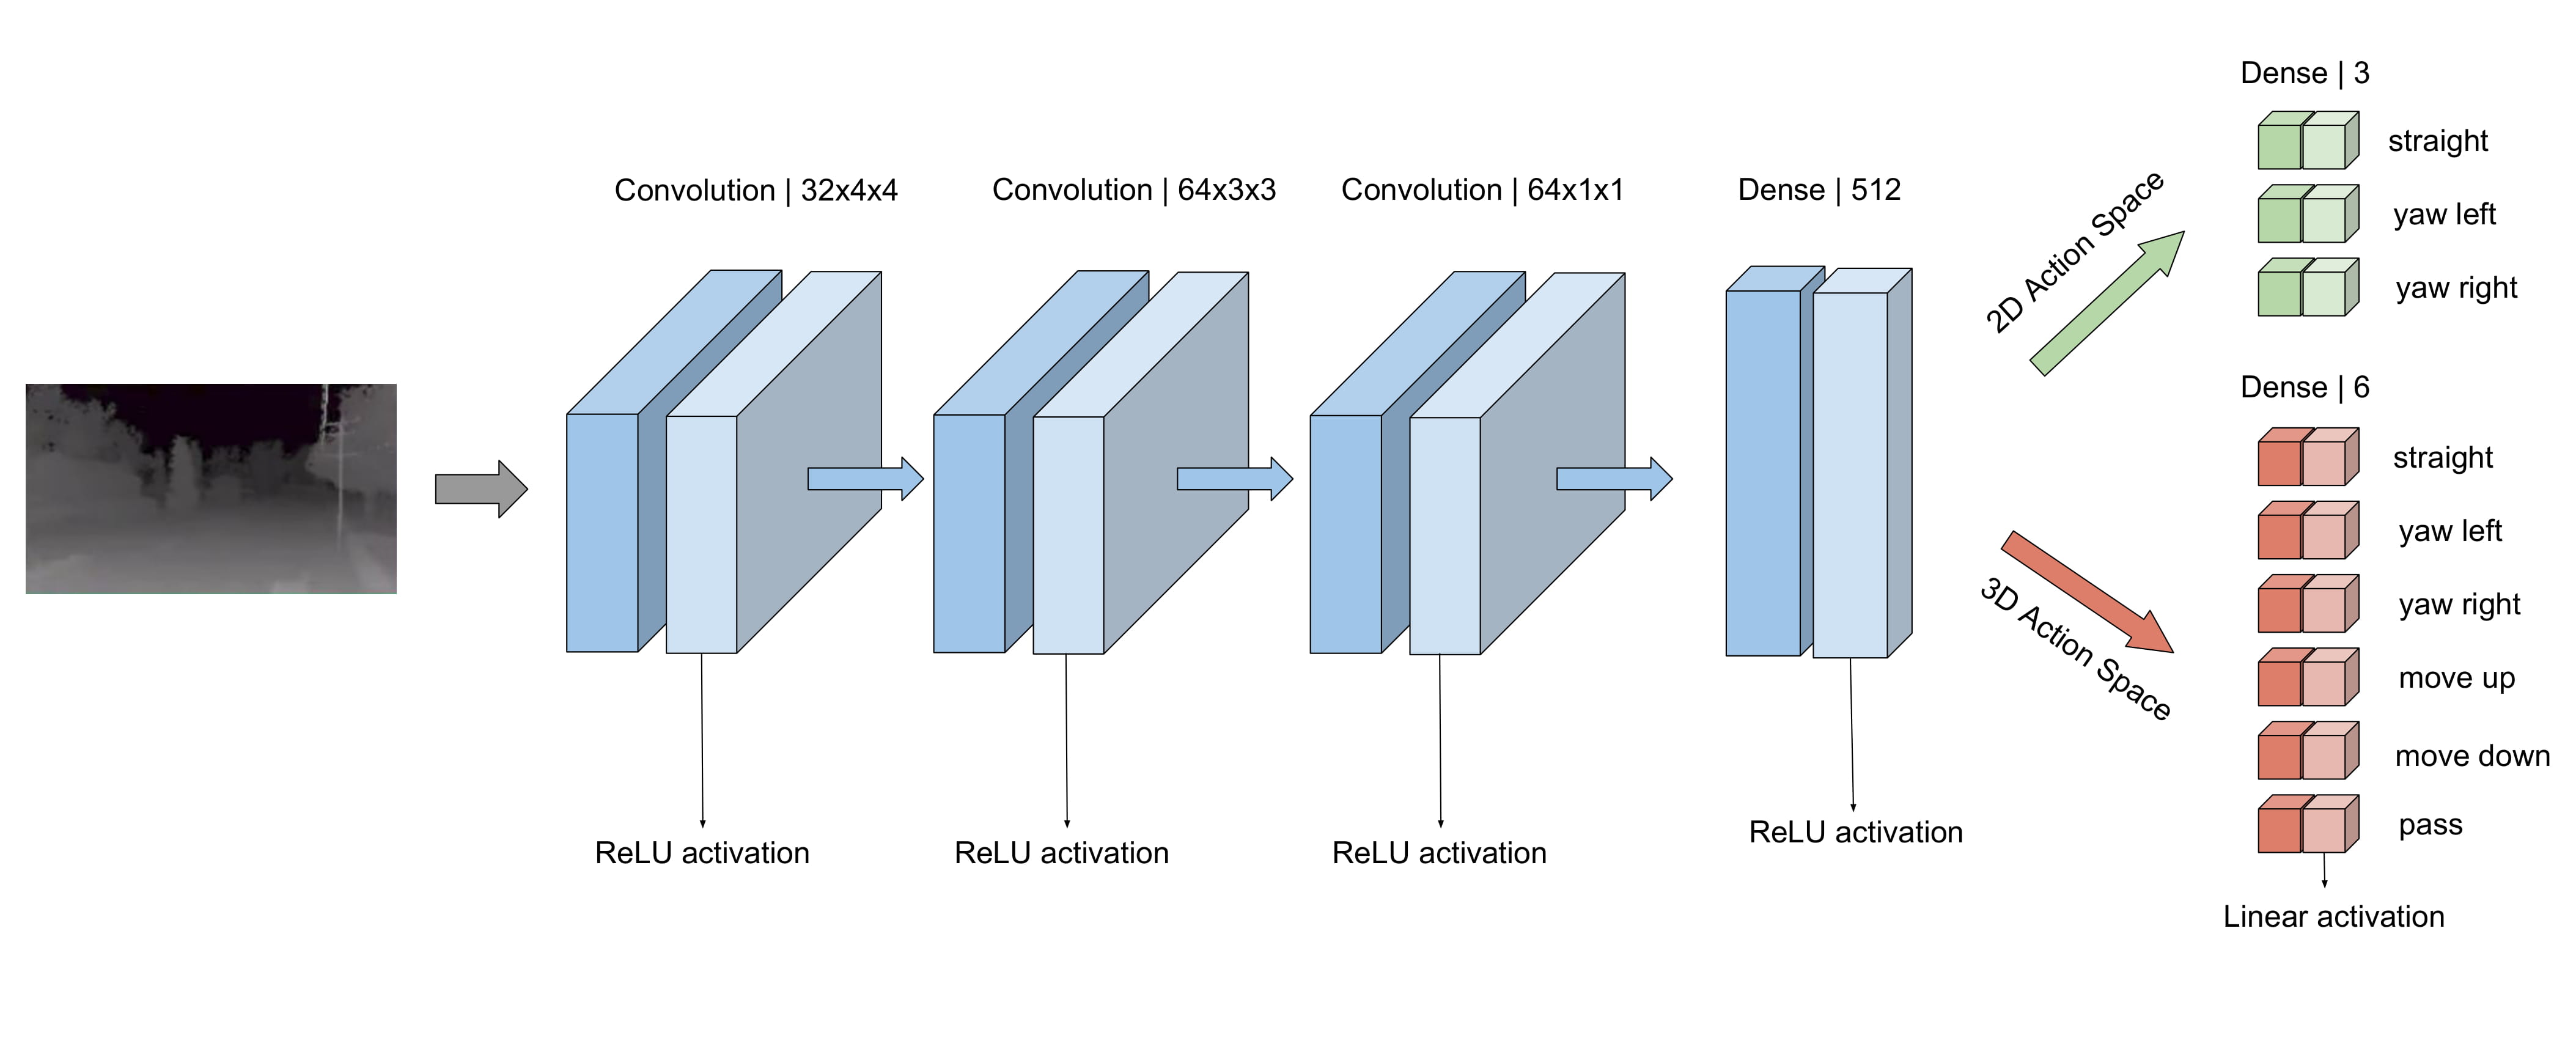 Convolution | 32x4x4
Convolution | 64x3x3
Convolution | 64x1x1
Dense | 512
ReLU activation
ReLU activation
ReLU activation
ReLU activation
2D Action Space
Dense | 3
straight
yaw left
yaw right
3D Action Space
Dense | 6
straight
yaw left
yaw right
move up
move down
pass
Linear activation